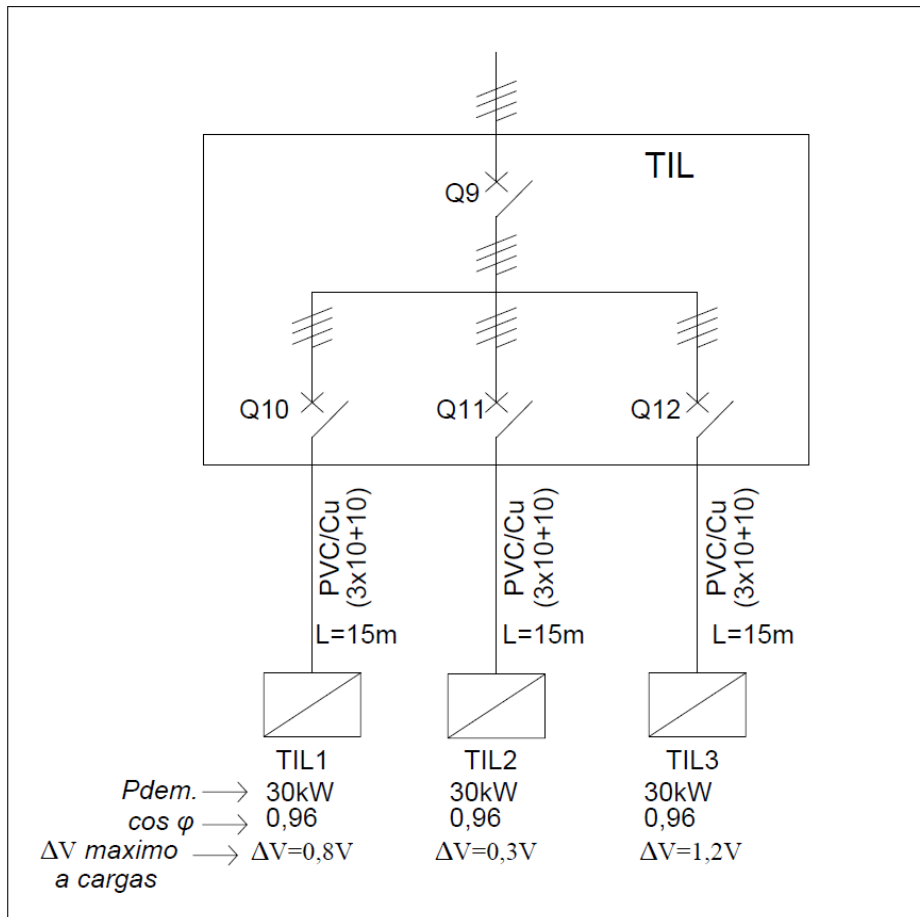 TIL
Q9
Q10
Q11
Q12
PVC/Cu
(3x10+10)
PVC/Cu
(3x10+10)
PVC/Cu
(3x10+10)
L=15m
L=15m
L=15m
TIL1
TIL2
TIL3
Pdem.
30kW
30kW
30kW
cos φ
0,96
0,96
0,96
ΔV maximo
a cargas
ΔV=0,8V
ΔV=0,3V
ΔV=1,2V